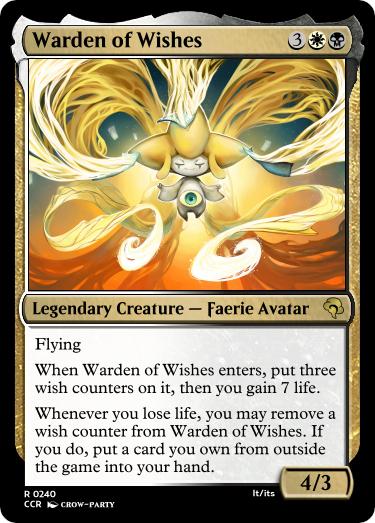 Warden of Wishes 3
Legendary Creature — Faerie Avatar
Flying
When Warden of Wishes enters, put three
wish counters on it, then you gain 7 life.
Whenever you lose life, you may remove a
wish counter from Warden of Wishes. If
you do, put a card you own from outside
the game into your hand.
4/3
R 0240 It/its
CCR CROW-PARTY